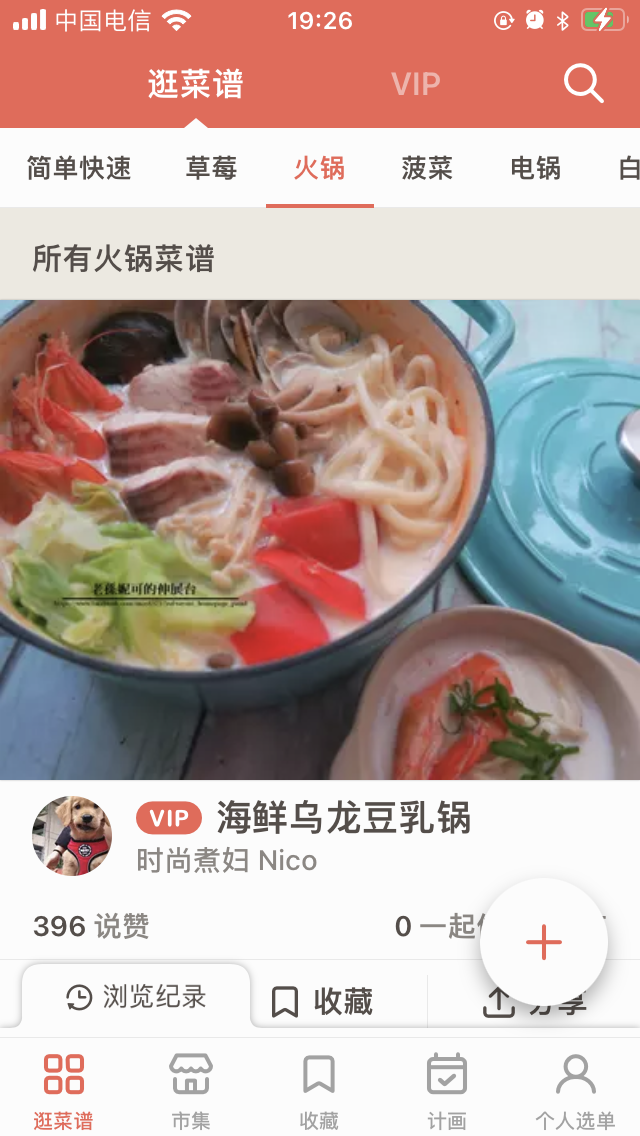 中国电信 19:26
逛菜谱 VIP
简单快速 草莓 火锅 菠菜 电锅 白
所有火锅菜谱
老孫妮可的伸展台
VIP 海鲜乌龙豆乳锅
时尚煮妇 Nico
396 说赞 0 一起
浏览纪录 收藏 分享
逛菜谱 市集 收藏 计画 个人选单